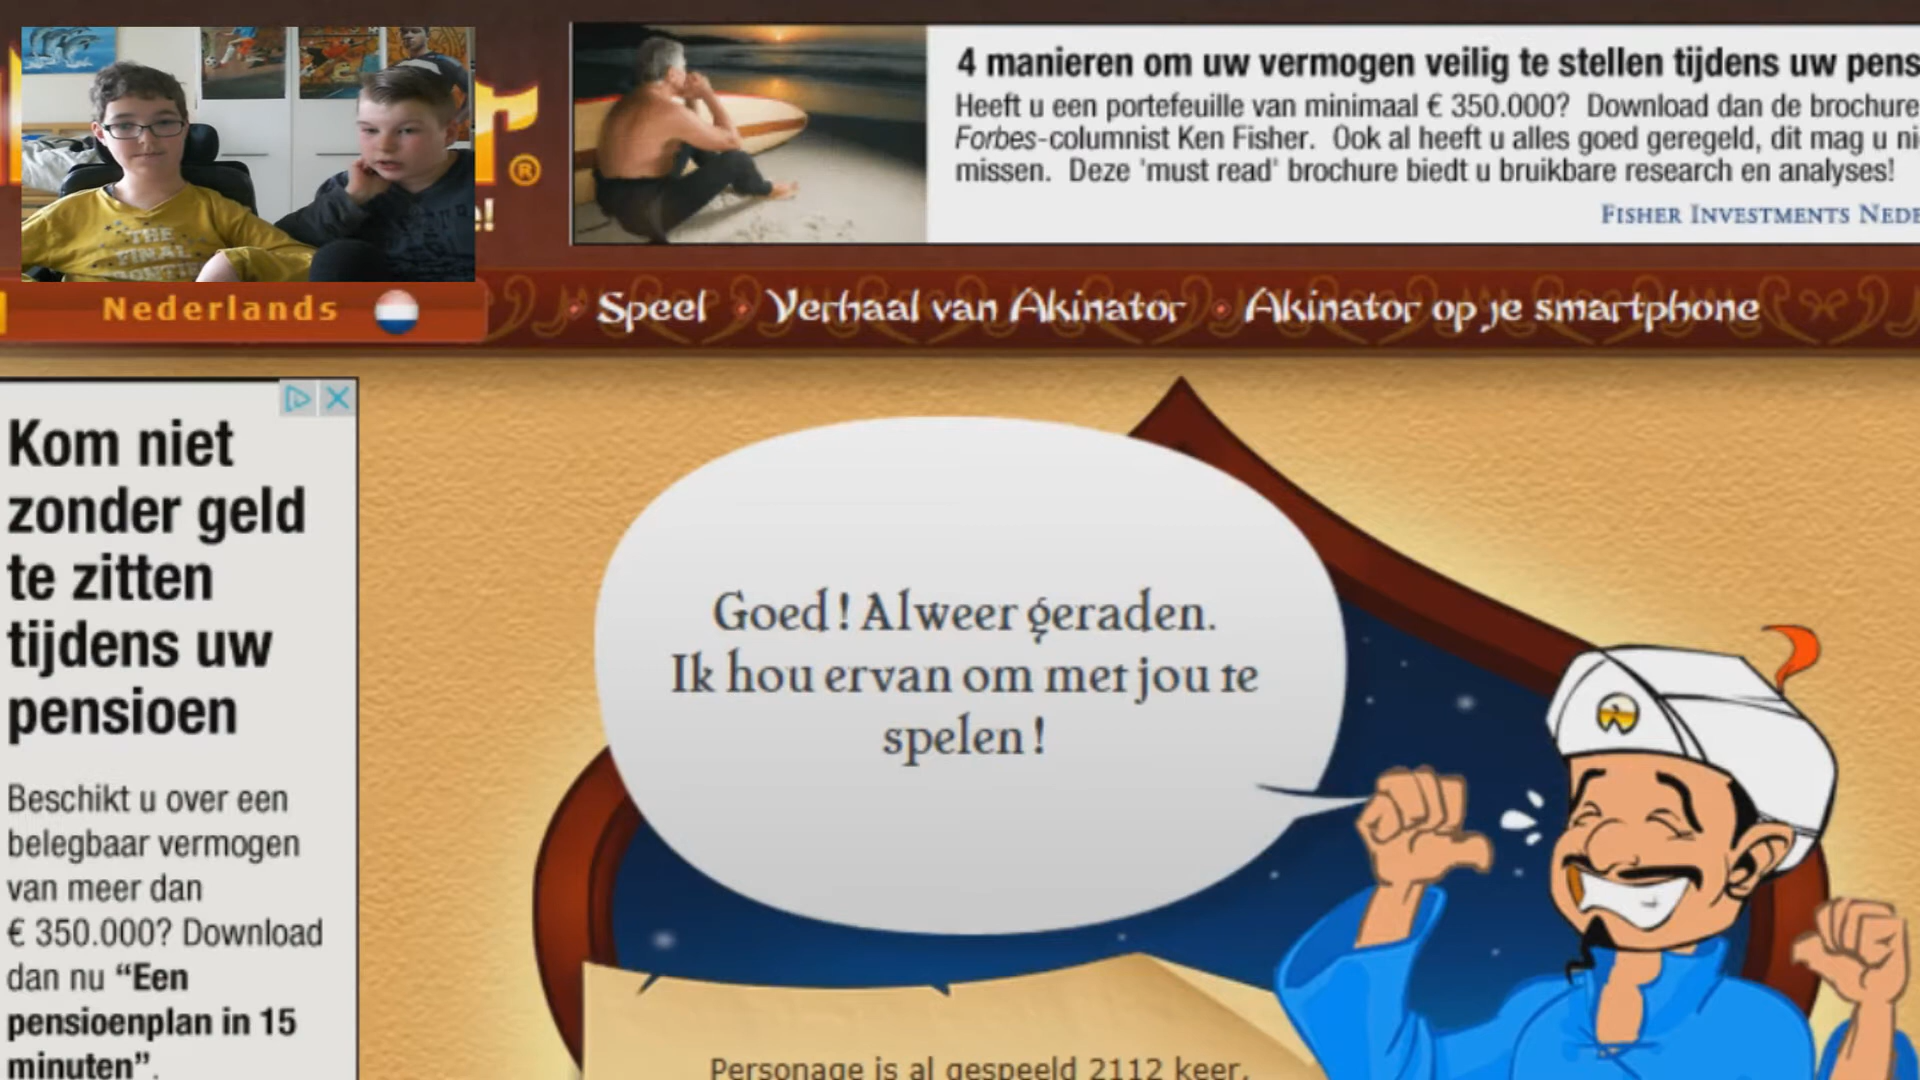 4 manieren om uw vermogen veilig te stellen tijdens uw pens
Heeft u een portefeuille van minimaal € 350.000? Download dan de brochure
Forbes-columnist Ken Fisher. Ook al heeft u alles goed geregeld, dit mag u ni
missen. Deze 'must read' brochure biedt u bruikbare research en analyses!
FISHER INVESTMENTS NEDE
®
e!
THE
FINAL
FRONTIE
Nederlands
Speel
Verhaal van Akinator
Akinator op je smartphone
Kom niet
zonder geld
te zitten
tijdens uw
pensioen
Beschikt u over een
belegbaar vermogen
van meer dan
€ 350.000? Download
dan nu “Een
pensioenplan in 15
minuten”.
Goed! Alweer geraden.
Ik hou ervan om met jou te
spelen!
Personage is al gespeeld 2112 keer.